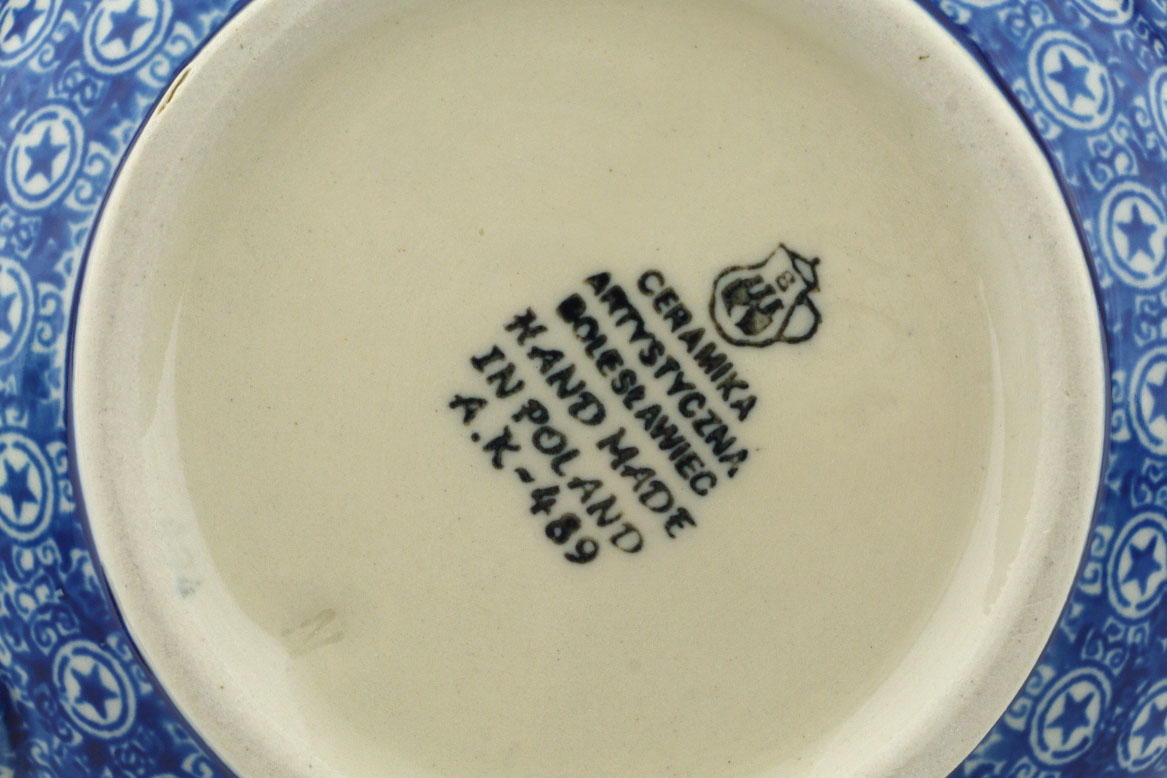 B
CERAMIKA
ARTYSTYCZNA
BOLESŁAWIEC
HAND MADE
IN POLAND
A.K-489
N